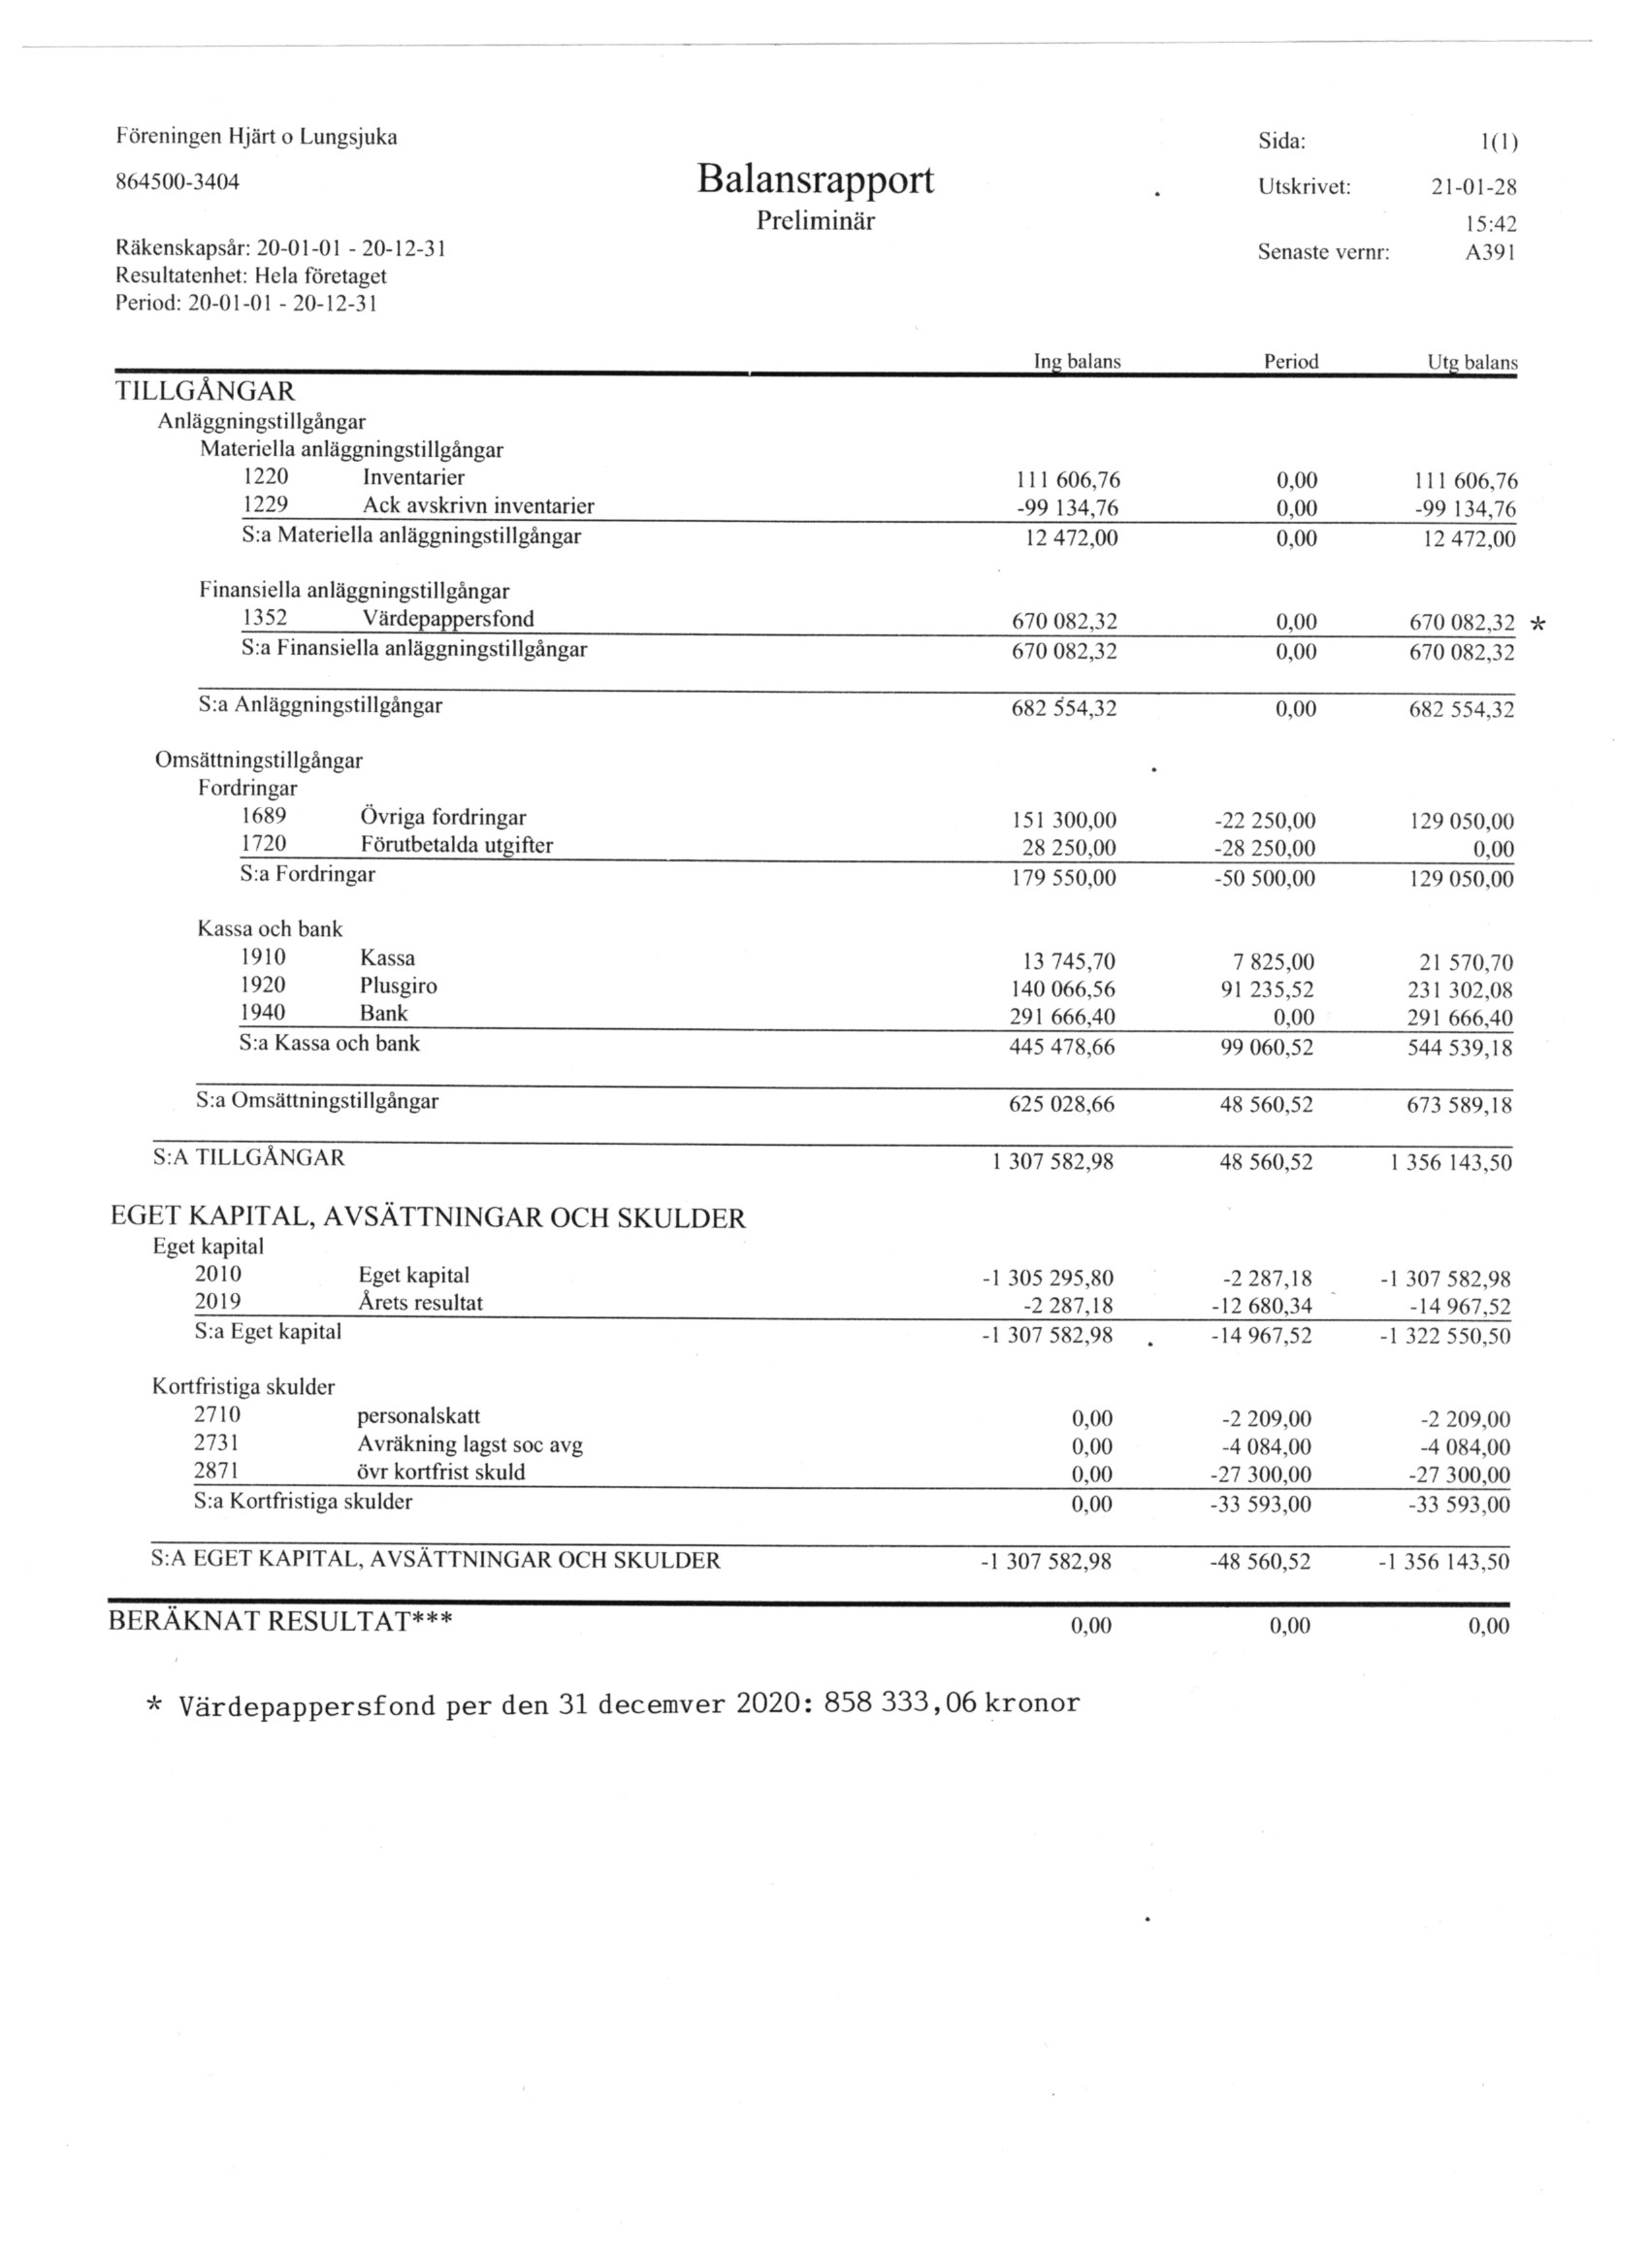 Föreningen Hjärt o Lungsjuka
Sida: 1(1)
864500-3404
Balansrapport
Utskrivet: 21-01-28
Preliminär
15:42
Räkenskapsår: 20-01-01 - 20-12-31
Senaste vernr: A391
Resultatenhet: Hela företaget
Period: 20-01-01 - 20-12-31
Ing balans Period Utg balans
TILLGÅNGAR
Anläggningstillgångar
Materiella anläggningstillgångar
1220 Inventarier 111 606,76 0,00 111 606,76
1229 Ack avskrivn inventarier -99 134,76 0,00 -99 134,76
S:a Materiella anläggningstillgångar 12 472,00 0,00 12 472,00
Finansiella anläggningstillgångar
1352 Värdepappersfond 670 082,32 0,00 670 082,32 *
S:a Finansiella anläggningstillgångar 670 082,32 0,00 670 082,32
S:a Anläggningstillgångar 682 554,32 0,00 682 554,32
Omsättningstillgångar
Fordringar
1689 Övriga fordringar 151 300,00 -22 250,00 129 050,00
1720 Förutbetalda utgifter 28 250,00 -28 250,00 0,00
S:a Fordringar 179 550,00 -50 500,00 129 050,00
Kassa och bank
1910 Kassa 13 745,70 7 825,00 21 570,70
1920 Plusgiro 140 066,56 91 235,52 231 302,08
1940 Bank 291 666,40 0,00 291 666,40
S:a Kassa och bank 445 478,66 99 060,52 544 539,18
S:a Omsättningstillgångar 625 028,66 48 560,52 673 589,18
S:A TILLGÅNGAR 1 307 582,98 48 560,52 1 356 143,50
EGET KAPITAL, AVSÄTTNINGAR OCH SKULDER
Eget kapital
2010 Eget kapital -1 305 295,80 -2 287,18 -1 307 582,98
2019 Årets resultat -2 287,18 -12 680,34 -14 967,52
S:a Eget kapital -1 307 582,98 -14 967,52 -1 322 550,50
Kortfristiga skulder
2710 personalskatt 0,00 -2 209,00 -2 209,00
2731 Avräkning lagst soc avg 0,00 -4 084,00 -4 084,00
2871 övr kortfrist skuld 0,00 -27 300,00 -27 300,00
S:a Kortfristiga skulder 0,00 -33 593,00 -33 593,00
S:A EGET KAPITAL, AVSÄTTNINGAR OCH SKULDER -1 307 582,98 -48 560,52 -1 356 143,50
BERÄKNAT RESULTAT*** 0,00 0,00 0,00
* Värdepappersfond per den 31 decemver 2020: 858 333,06 kronor